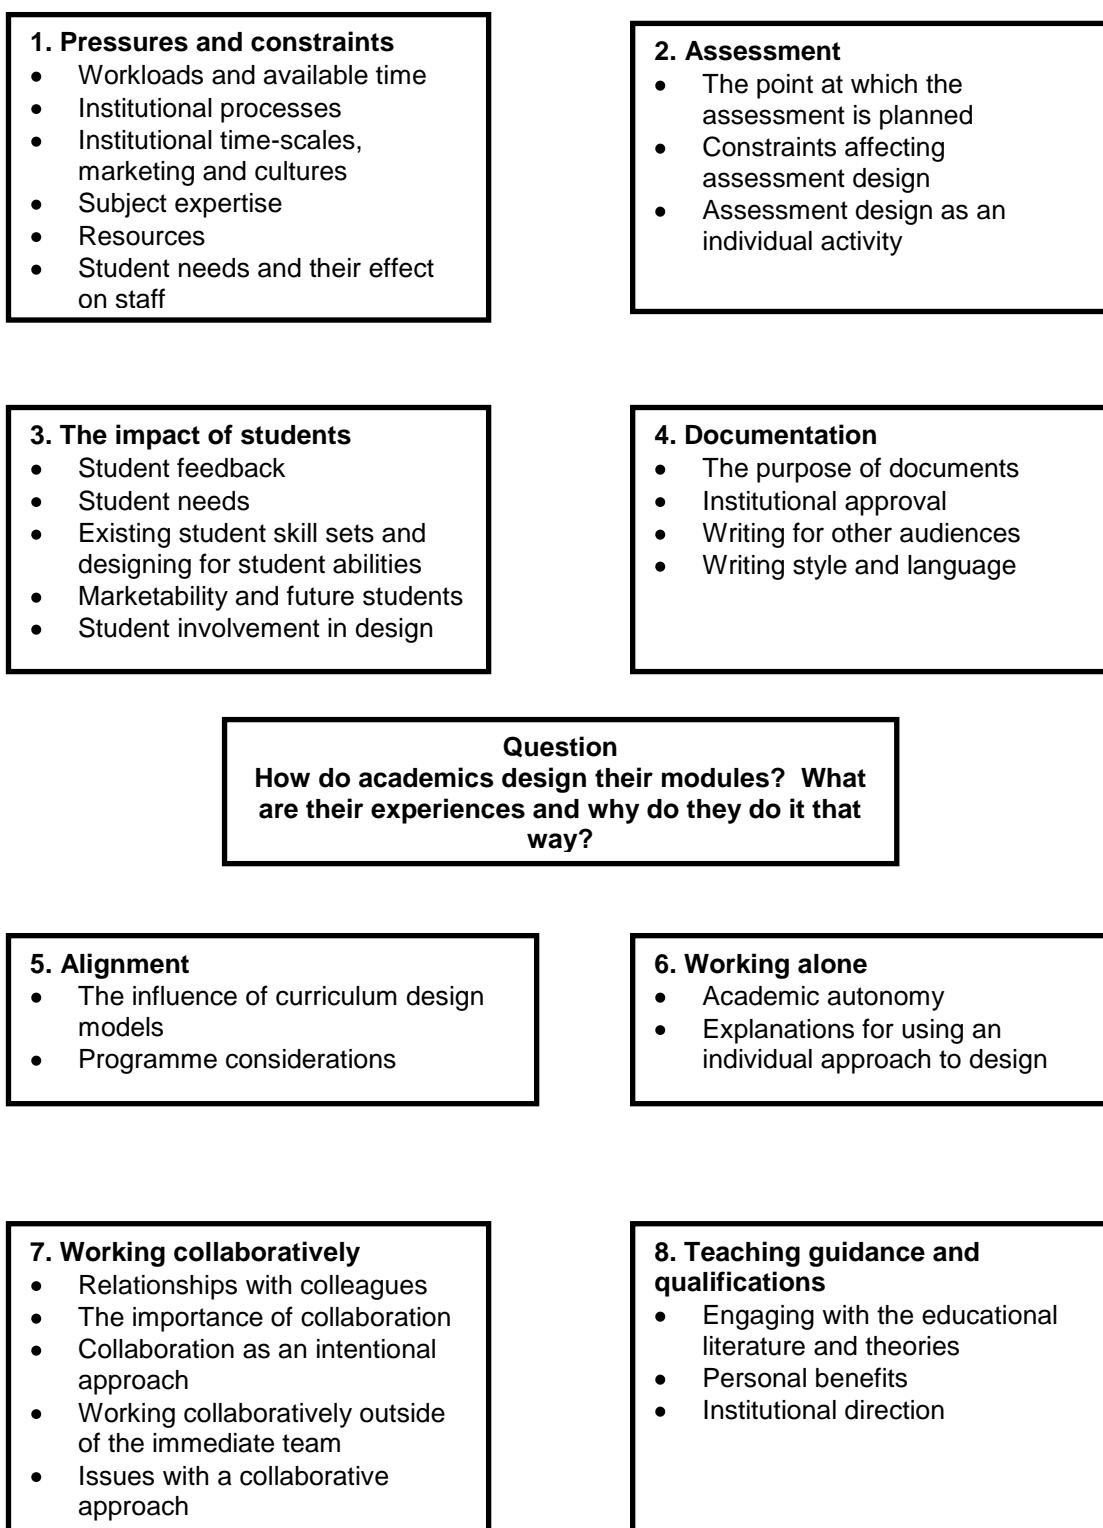 1. Pressures and constraints
• Workloads and available time
• Institutional processes
• Institutional time-scales,
marketing and cultures
• Subject expertise
• Resources
• Student needs and their effect
on staff
2. Assessment
• The point at which the
assessment is planned
• Constraints affecting
assessment design
• Assessment design as an
individual activity
3. The impact of students
• Student feedback
• Student needs
• Existing student skill sets and
designing for student abilities
• Marketability and future students
• Student involvement in design
4. Documentation
• The purpose of documents
• Institutional approval
• Writing for other audiences
• Writing style and language
Question
How do academics design their modules?  What
are their experiences and why do they do it that
way?
5. Alignment
• The influence of curriculum design
models
• Programme considerations
6. Working alone
• Academic autonomy
• Explanations for using an
individual approach to design
7. Working collaboratively
• Relationships with colleagues
• The importance of collaboration
• Collaboration as an intentional
approach
• Working collaboratively outside
of the immediate team
• Issues with a collaborative
approach
8. Teaching guidance and
qualifications
• Engaging with the educational
literature and theories
• Personal benefits
• Institutional direction